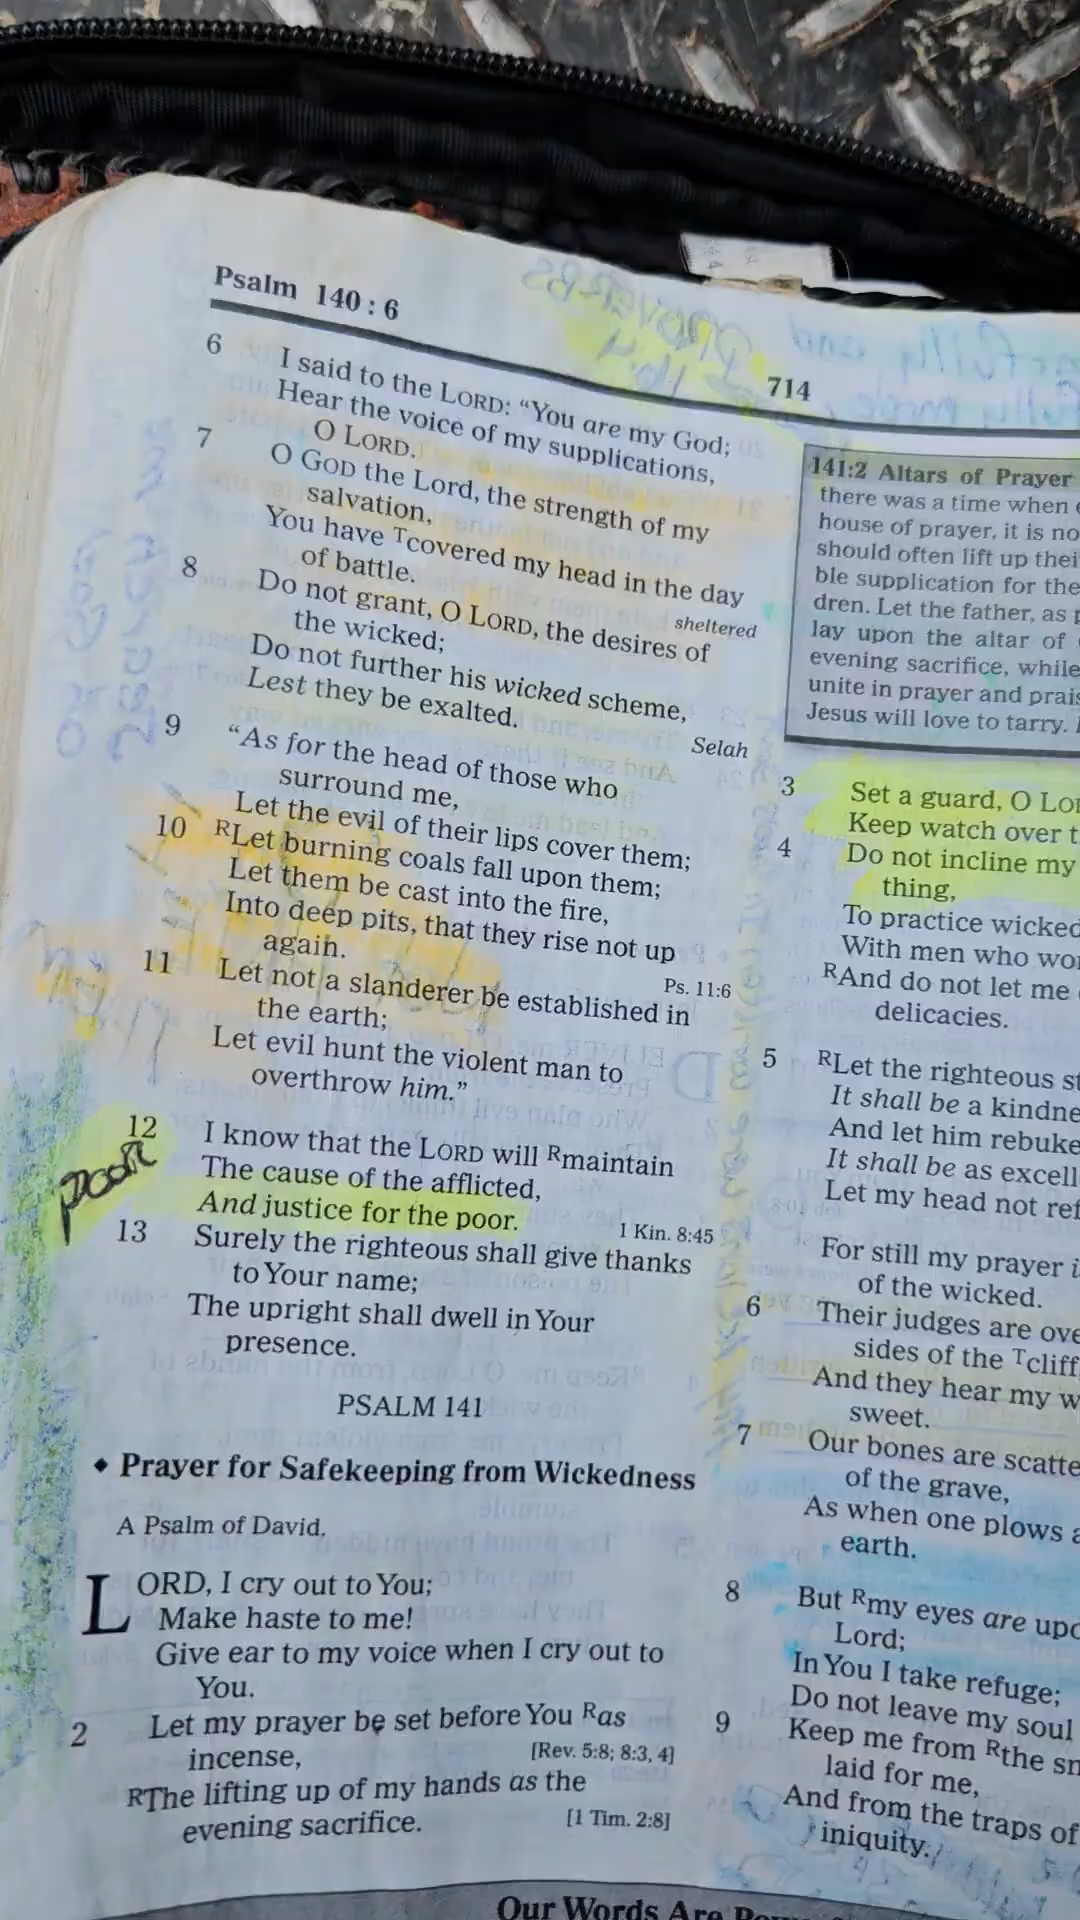 Psalm 140:6
714
6 I said to the LORD: “You are my God;
Hear the voice of my supplications,
O LORD.
7 O GOD the Lord, the strength of my
salvation,
You have Tcovered my head in the day
of battle.
sheltered
8 Do not grant, O LORD, the desires of
the wicked;
Do not further his wicked scheme,
Lest they be exalted.
Selah
9 “As for the head of those who
surround me,
Let the evil of their lips cover them;
10 RLet burning coals fall upon them;
Let them be cast into the fire,
Into deep pits, that they rise not up
again.
Ps. 11:6
11 Let not a slanderer be established in
the earth;
Let evil hunt the violent man to
overthrow him.”
12 I know that the LORD will Rmaintain
poor
The cause of the afflicted,
And justice for the poor.
1 Kin. 8:45
13 Surely the righteous shall give thanks
to Your name;
The upright shall dwell in Your
presence.
PSALM 141
◆ Prayer for Safekeeping from Wickedness
A Psalm of David.
LORD, I cry out to You;
Make haste to me!
Give ear to my voice when I cry out to
You.
2 Let my prayer be set before You Ras
incense, [Rev. 5:8; 8:3, 4]
RThe lifting up of my hands as the
evening sacrifice. [1 Tim. 2:8]
141:2 Altars of Prayer
there was a time when
house of prayer, it is no
should often lift up thei
ble supplication for the
dren. Let the father, as
lay upon the altar of
evening sacrifice, while
unite in prayer and prais
Jesus will love to tarry.
3 Set a guard, O Lo
Keep watch over t
4 Do not incline my
thing,
To practice wicked
With men who wo
RAnd do not let me
delicacies.
5 RLet the righteous s
It shall be a kindne
And let him rebuke
It shall be as excell
Let my head not ref
For still my prayer i
of the wicked.
6 Their judges are ove
sides of the Tcliff
And they hear my w
sweet.
7 Our bones are scatte
of the grave,
As when one plows a
earth.
8 But Rmy eyes are upo
Lord;
In You I take refuge;
Do not leave my soul
9 Keep me from Rthe sn
laid for me,
And from the traps of
iniquity.
Our Words Are